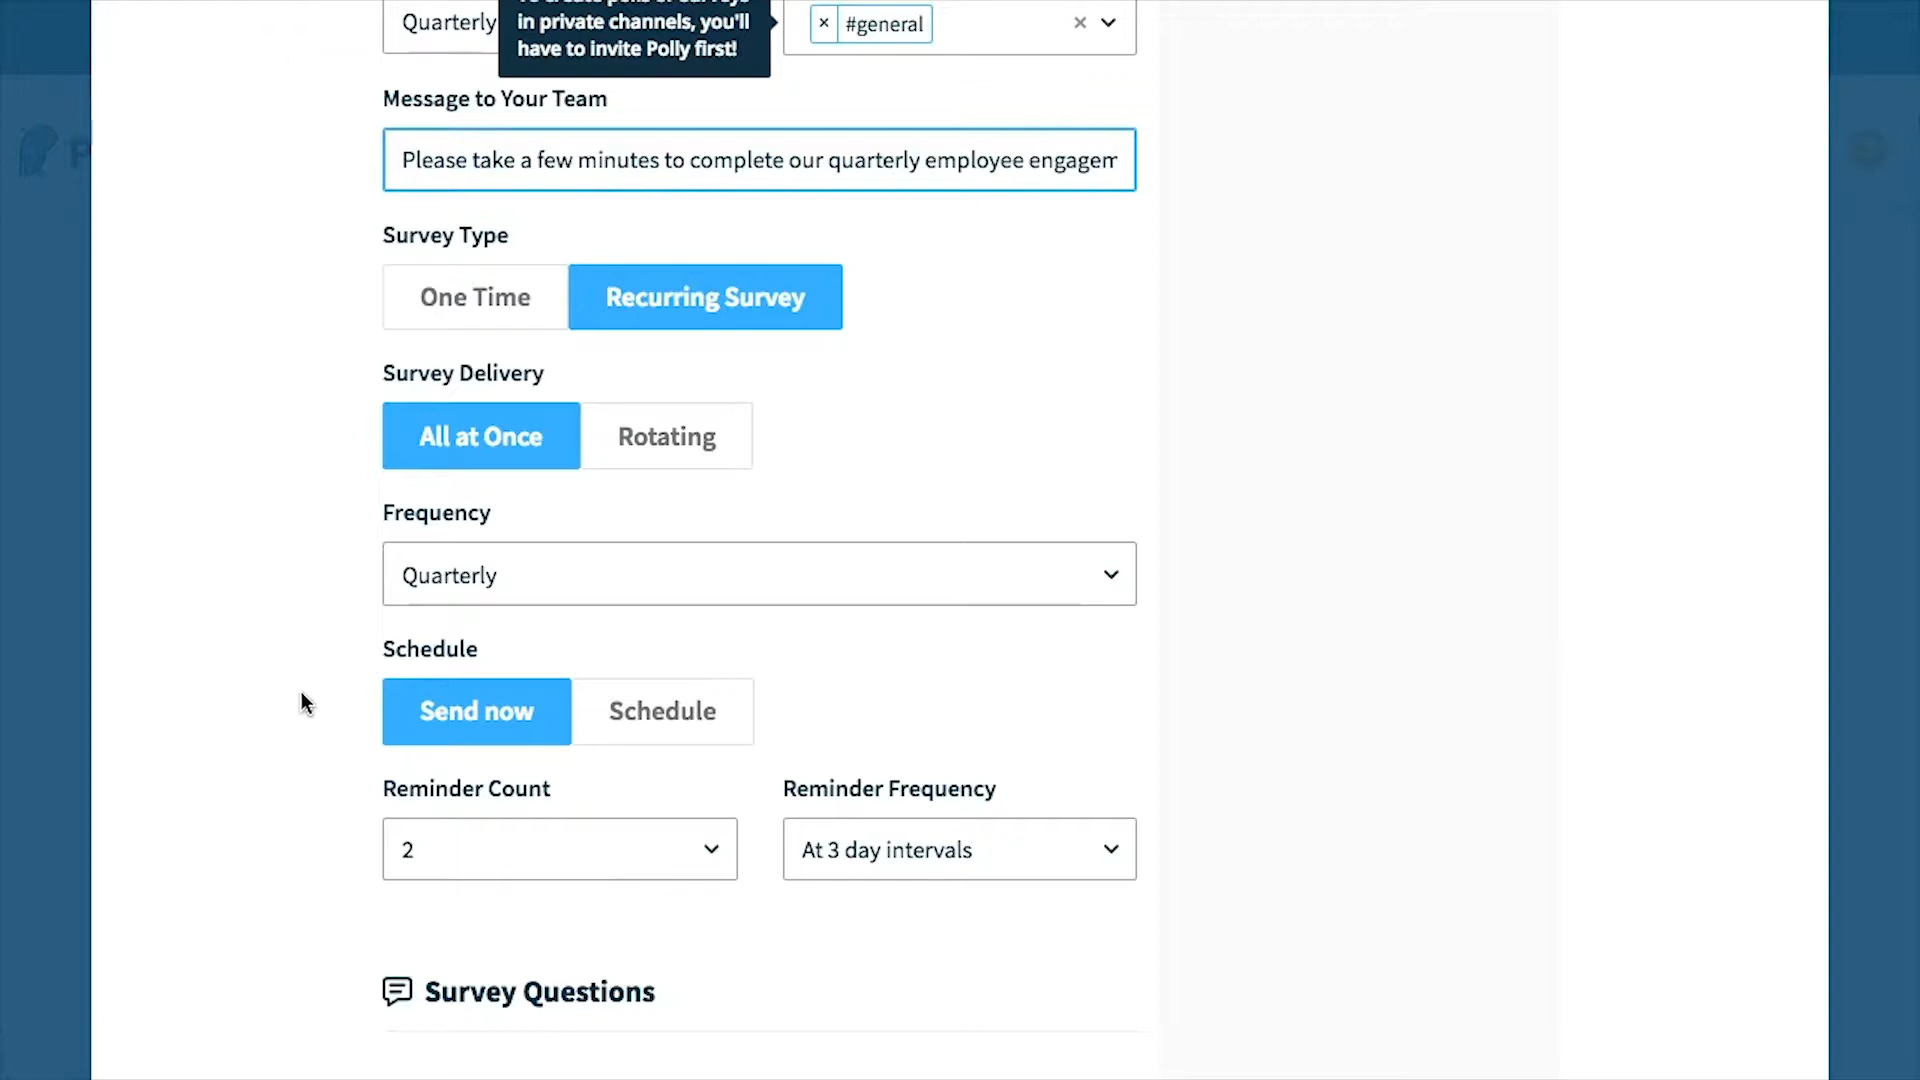 Quarterly
in private channels, you'll
have to invite Polly first!
× #general ×
Message to Your Team
Please take a few minutes to complete our quarterly employee engagem
Survey Type
One Time
Recurring Survey
Survey Delivery
All at Once
Rotating
Frequency
Quarterly
Schedule
Send now
Schedule
Reminder Count
Reminder Frequency
2
At 3 day intervals
Survey Questions